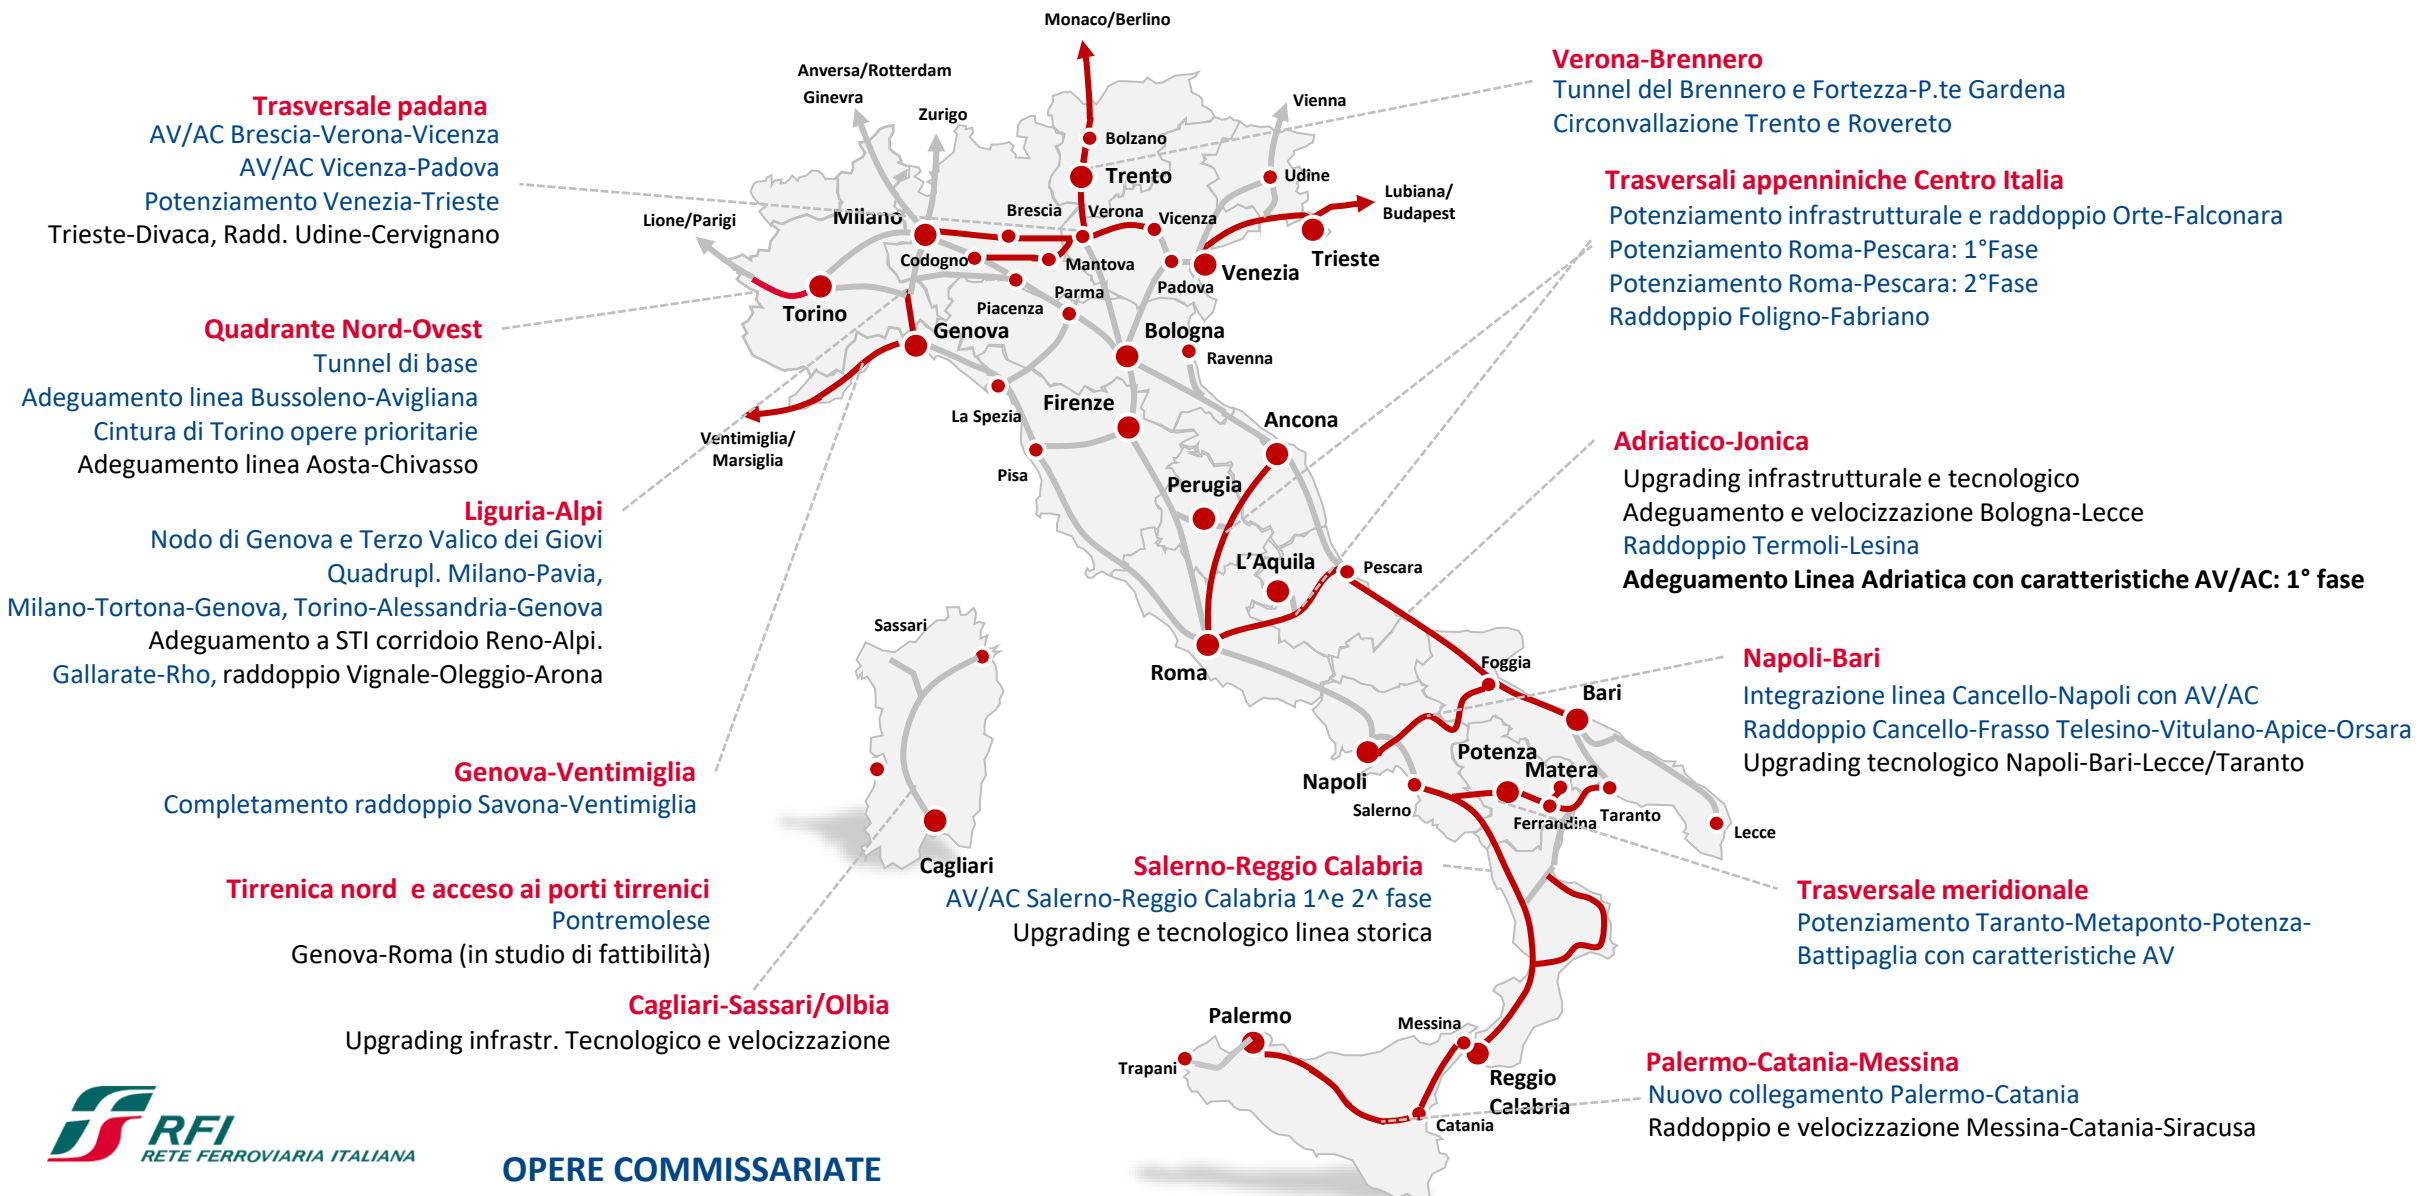 Monaco/Berlino
Anversa/Rotterdam
Ginevra
Zurigo
Vienna
Lubiana/
Budapest
Lione/Parigi
Ventimiglia/
Marsiglia
Trasversale padana
AV/AC Brescia-Verona-Vicenza
AV/AC Vicenza-Padova
Potenziamento Venezia-Trieste
Trieste-Divaca, Radd. Udine-Cervignano
Quadrante Nord-Ovest
Tunnel di base
Adeguamento linea Bussoleno-Avigliana
Cintura di Torino opere prioritarie
Adeguamento linea Aosta-Chivasso
Liguria-Alpi
Nodo di Genova e Terzo Valico dei Giovi
Quadrupl. Milano-Pavia,
Milano-Tortona-Genova, Torino-Alessandria-Genova
Adeguamento a STI corridoio Reno-Alpi.
Gallarate-Rho, raddoppio Vignale-Oleggio-Arona
Genova-Ventimiglia
Completamento raddoppio Savona-Ventimiglia
Tirrenica nord  e acceso ai porti tirrenici
Pontremolese
Genova-Roma (in studio di fattibilità)
Cagliari-Sassari/Olbia
Upgrading infrastr. Tecnologico e velocizzazione
Bolzano
Trento
Udine
Milano
Brescia
Verona
Vicenza
Codogno
Mantova
Padova
Venezia
Trieste
Torino
Piacenza
Parma
Genova
Bologna
Ravenna
La Spezia
Firenze
Pisa
Ancona
Perugia
L'Aquila
Pescara
Roma
Sassari
Cagliari
Foggia
Bari
Napoli
Potenza
Matera
Salerno
Ferrandina
Taranto
Lecce
Palermo
Messina
Trapani
Reggio
Calabria
Catania
Verona-Brennero
Tunnel del Brennero e Fortezza-P.te Gardena
Circonvallazione Trento e Rovereto
Trasversali appenniniche Centro Italia
Potenziamento infrastrutturale e raddoppio Orte-Falconara
Potenziamento Roma-Pescara: 1°Fase
Potenziamento Roma-Pescara: 2°Fase
Raddoppio Foligno-Fabriano
Adriatico-Jonica
Upgrading infrastrutturale e tecnologico
Adeguamento e velocizzazione Bologna-Lecce
Raddoppio Termoli-Lesina
Adeguamento Linea Adriatica con caratteristiche AV/AC: 1° fase
Napoli-Bari
Integrazione linea Cancello-Napoli con AV/AC
Raddoppio Cancello-Frasso Telesino-Vitulano-Apice-Orsara
Upgrading tecnologico Napoli-Bari-Lecce/Taranto
Salerno-Reggio Calabria
AV/AC Salerno-Reggio Calabria 1^e 2^ fase
Upgrading e tecnologico linea storica
Trasversale meridionale
Potenziamento Taranto-Metaponto-Potenza-
Battipaglia con caratteristiche AV
Palermo-Catania-Messina
Nuovo collegamento Palermo-Catania
Raddoppio e velocizzazione Messina-Catania-Siracusa
RFI
RETE FERROVIARIA ITALIANA
OPERE COMMISSARIATE